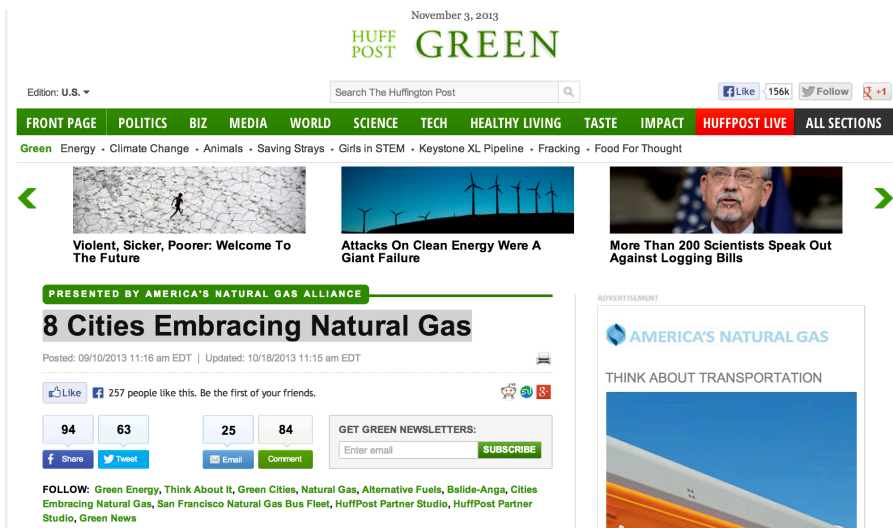 November 3, 2013
HUFF
POST
GREEN
Edition: U.S.
Search The Huffington Post
Like 156k Follow +1
FRONT PAGE POLITICS BIZ MEDIA WORLD SCIENCE TECH HEALTHY LIVING TASTE IMPACT HUFFPOST LIVE ALL SECTIONS
Green Energy • Climate Change • Animals • Saving Strays • Girls in STEM • Keystone XL Pipeline • Fracking • Food For Thought
Violent, Sicker, Poorer: Welcome To
The Future
Attacks On Clean Energy Were A
Giant Failure
More Than 200 Scientists Speak Out
Against Logging Bills
PRESENTED BY AMERICA'S NATURAL GAS ALLIANCE
8 Cities Embracing Natural Gas
Posted: 09/10/2013 11:16 am EDT | Updated: 10/18/2013 11:15 am EDT
Like 257 people like this. Be the first of your friends.
94 63 25 84
Share Tweet Email Comment
GET GREEN NEWSLETTERS:
Enter email SUBSCRIBE
FOLLOW: Green Energy, Think About It, Green Cities, Natural Gas, Alternative Fuels, Bslide-Anga, Cities
Embracing Natural Gas, San Francisco Natural Gas Bus Fleet, HuffPost Partner Studio, HuffPost Partner
Studio, Green News
ADVERTISEMENT
AMERICA'S NATURAL GAS
THINK ABOUT TRANSPORTATION